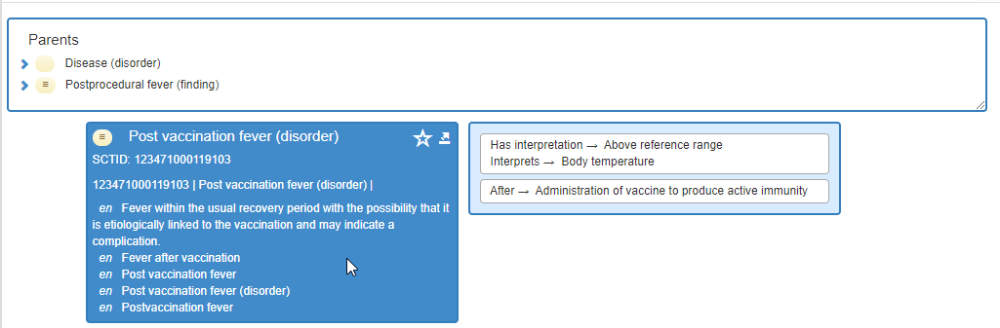 Parents
Disease (disorder)
Postprocedural fever (finding)
Post vaccination fever (disorder)
SCTID: 123471000119103
123471000119103 | Post vaccination fever (disorder) |
en Fever within the usual recovery period with the possibility that it
is etiologically linked to the vaccination and may indicate a
complication.
en Fever after vaccination
en Post vaccination fever
en Post vaccination fever (disorder)
en Postvaccination fever
Has interpretation → Above reference range
Interprets → Body temperature
After → Administration of vaccine to produce active immunity